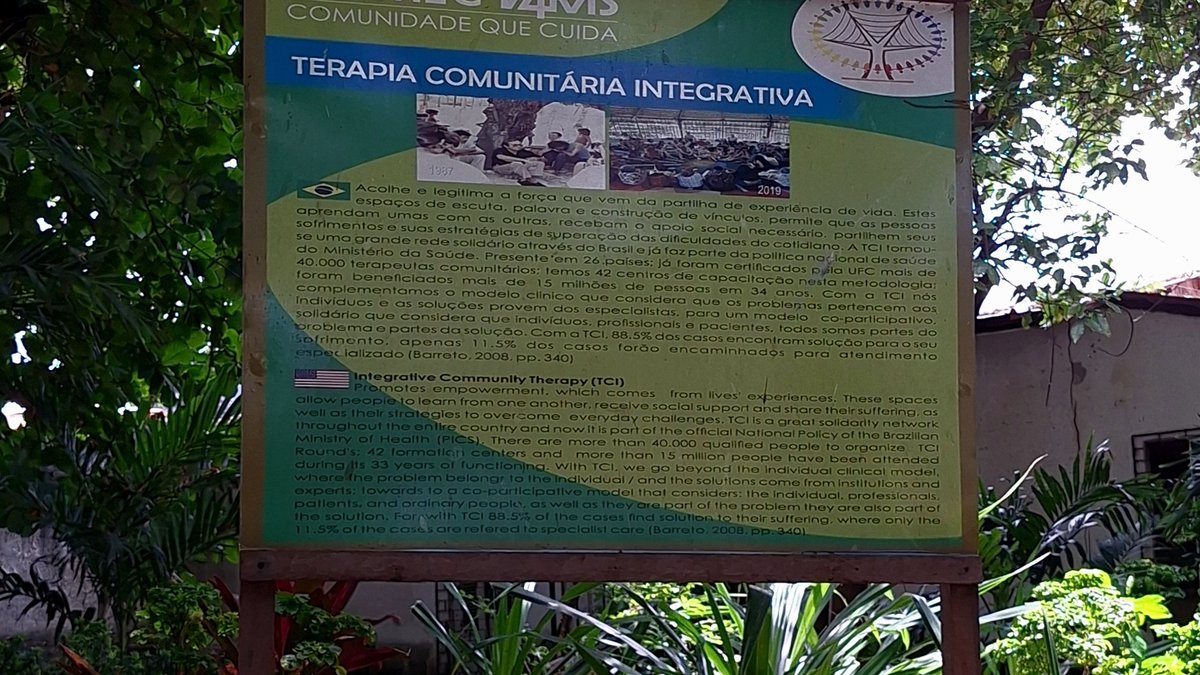 COMUNIDADE QUE CUIDA
TERAPIA COMUNITÁRIA INTEGRATIVA
1987
2019
Acolhe e legitima a força que vem da partilha de experiência de vida. Estes
espaços de escuta, palavra e construção de vínculos, permite que as pessoas
aprendam umas com as outras, recebam o apoio social necessário, partilhem seus
sofrimentos e suas estratégias de superação das dificuldades do cotidiano. A TCI tornou-
se uma grande rede solidário através do Brasil e já faz parte da política nacional de saúde
do Ministério da Saúde. Presente em 26 países; já foram certificados pela UFC mais de
40.000 terapeutas comunitários; temos 42 centros de capacitação nesta metodologia;
foram beneficiados mais de 15 milhões de pessoas em 34 anos. Com a TCI nós
complementamos o modelo clínico que considera que os problemas pertencem aos
indivíduos e as soluções provem dos especialistas, para um modelo co-participativo,
solidário que considera que indivíduos, profissionais e pacientes, todos somos partes do
problema e partes da solução. Com a TCI, 88.5% dos casos encontram solução para o seu
sofrimento, apenas 11.5% dos casos forão encaminhados para atendimento
especializado (Barreto, 2008, pp. 340)
Integrative Community Therapy (TCI)
Promotes empowerment, which comes from lives' experiences. These spaces
allow people to learn from one another, receive social support and share their suffering, as
well as their strategies to overcome everyday challenges. TCI is a great solidarity network
throughout the entire country and now it is part of the official National Policy of the Brazilian
Ministry of Health (PICS). There are more than 40.000 qualified people to organize TCI
Round's; 42 formation centers and more than 15 million people have been attended
during its 33 years of functioning. With TCI, we go beyond the individual clinical model,
where the problem belong to the individual / and the solutions come from institutions and
experts; towards to a co-participative model that considers: the individual, professionals,
patients, and ordinary people, as well as they are part of the problem they are also part of
the solution. For, with TCI 88.5% of the cases find solution to their suffering, where only the
11.5% of the cases are refered to specialist care (Barreto, 2008, pp. 340)